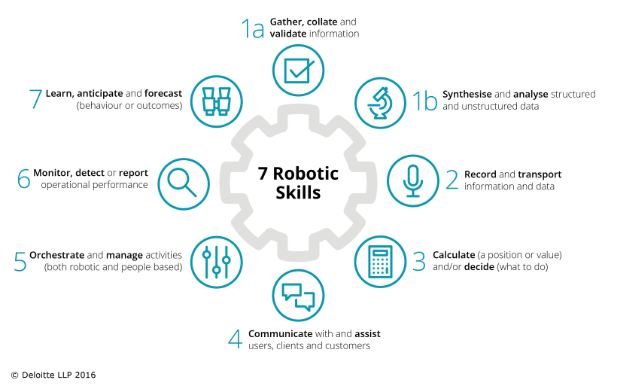 1a Gather, collate and
validate information
1b Synthesise and analyse structured
and unstructured data
2 Record and transport
information and data
3 Calculate (a position or value)
and/or decide (what to do)
4 Communicate with and assist
users, clients and customers
5 Orchestrate and manage activities
(both robotic and people based)
6 Monitor, detect or report
operational performance
7 Learn, anticipate and forecast
(behaviour or outcomes)
7 Robotic
Skills
© Deloitte LLP 2016